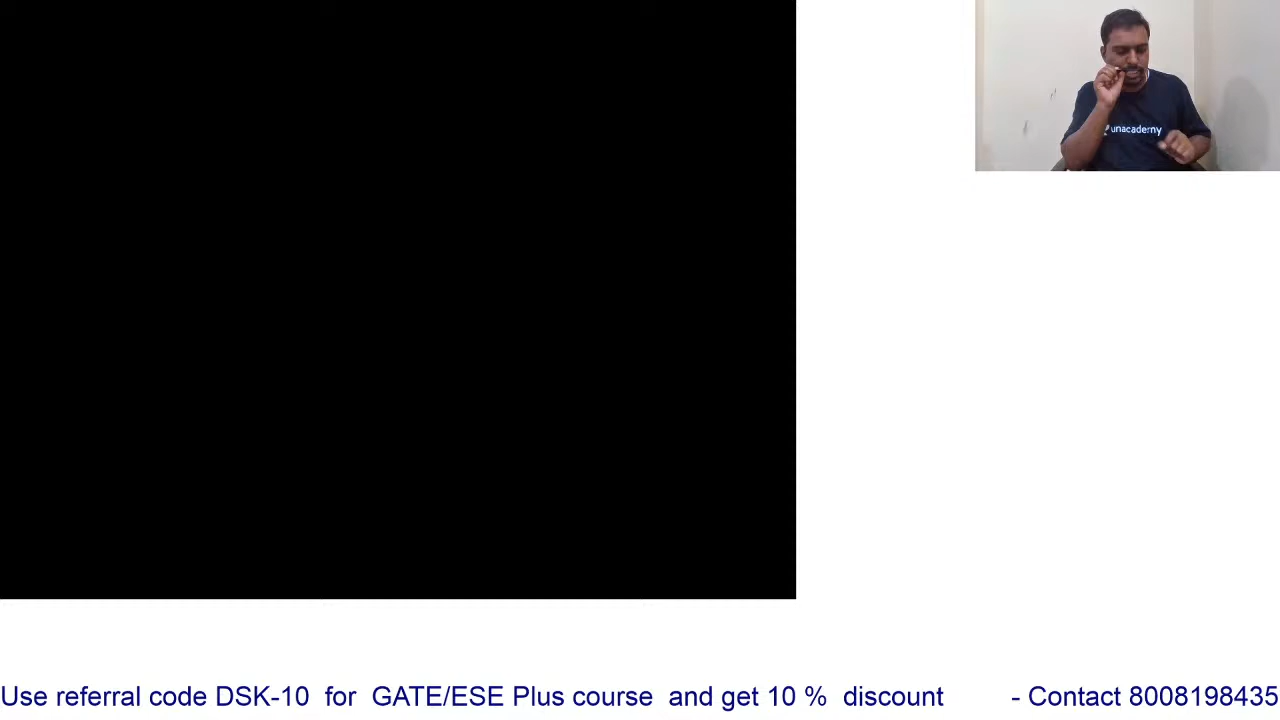 unacademy
Use referral code DSK-10 for GATE/ESE Plus course and get 10 % discount - Contact 8008198435